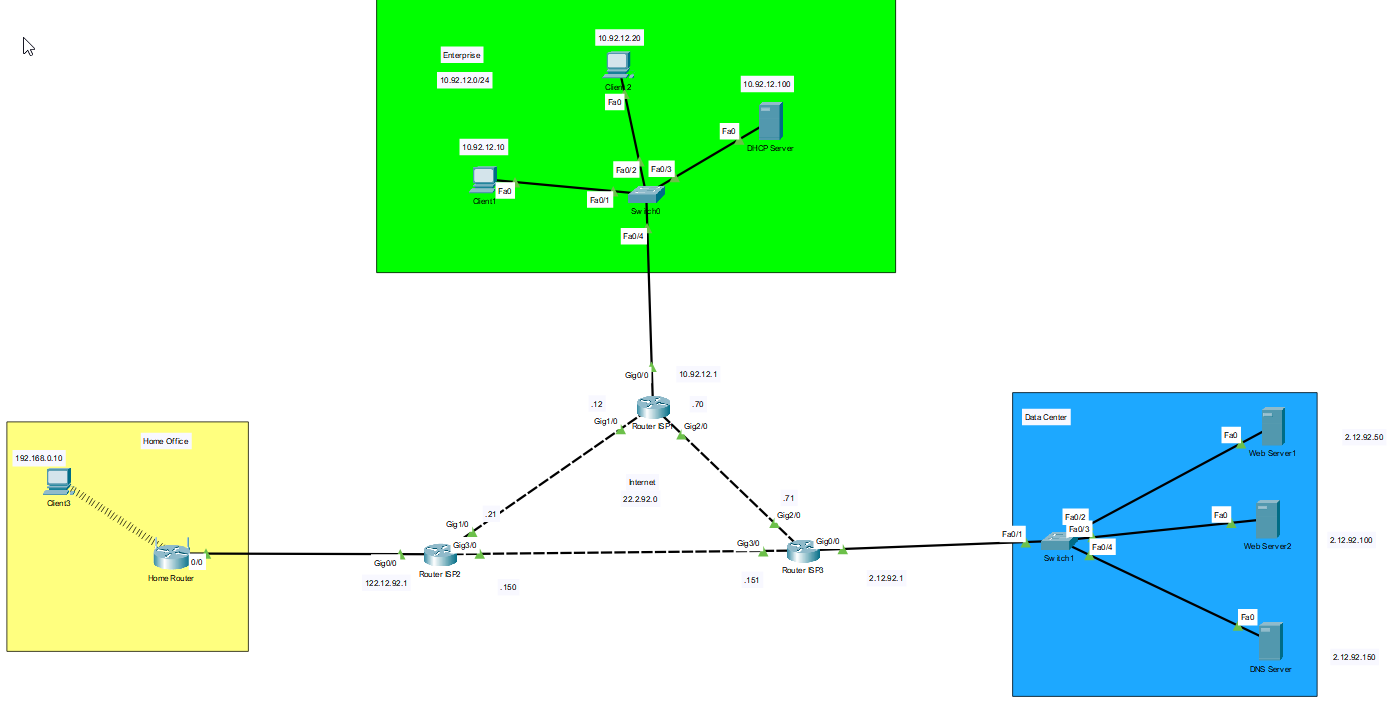 10.92.12.20
Enterprise
10.92.12.0/24
Client2
Fa0
10.92.12.100
Fa0
DHCP Server
10.92.12.10
Fa0
Client1
Fa0/2
Fa0/3
Fa0/1
Switch0
Fa0/4
Gig0/0
10.92.12.1
.12
.70
Gig1/0
Router ISP1
Gig2/0
Internet
22.2.92.0
.71
Gig2/0
.21
Gig1/0
Gig3/0
Gig0/0
Router ISP2
122.12.92.1
.150
Gig3/0
Gig0/0
Router ISP3
.151
2.12.92.1
Home Office
192.168.0.10
Client3
0/0
Home Router
Data Center
Fa0
Web Server1
2.12.92.50
Fa0/2
Fa0/3
Fa0/1
Fa0/4
Switch1
Fa0
Web Server2
2.12.92.100
Fa0
DNS Server
2.12.92.150